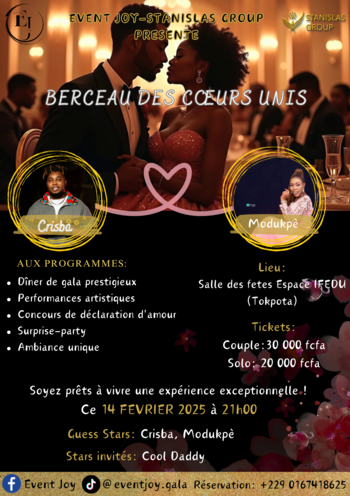 EVENT JOY-STANISLAS GROUP
PRESENTE
STANISLAS
GROUP
BERCEAU DES CŒURS UNIS
Crisba
Modukpè
AUX PROGRAMMES:
• Dîner de gala prestigieux
• Performances artistiques
• Concours de déclaration d'amour
• Surprise-party
• Ambiance unique
Lieu:
Salle des fetes Espace IFEDU
(Tokpota)
Tickets:
Couple: 30 000 fcfa
Solo: 20 000 fcfa
Soyez prêts à vivre une expérience exceptionnelle !
Ce 14 FEVRIER 2025 à 21h00
Guess Stars: Crisba, Modukpè
Stars invités: Cool Daddy
Event Joy @eventjoy.gala Réservation: +229 0167418625